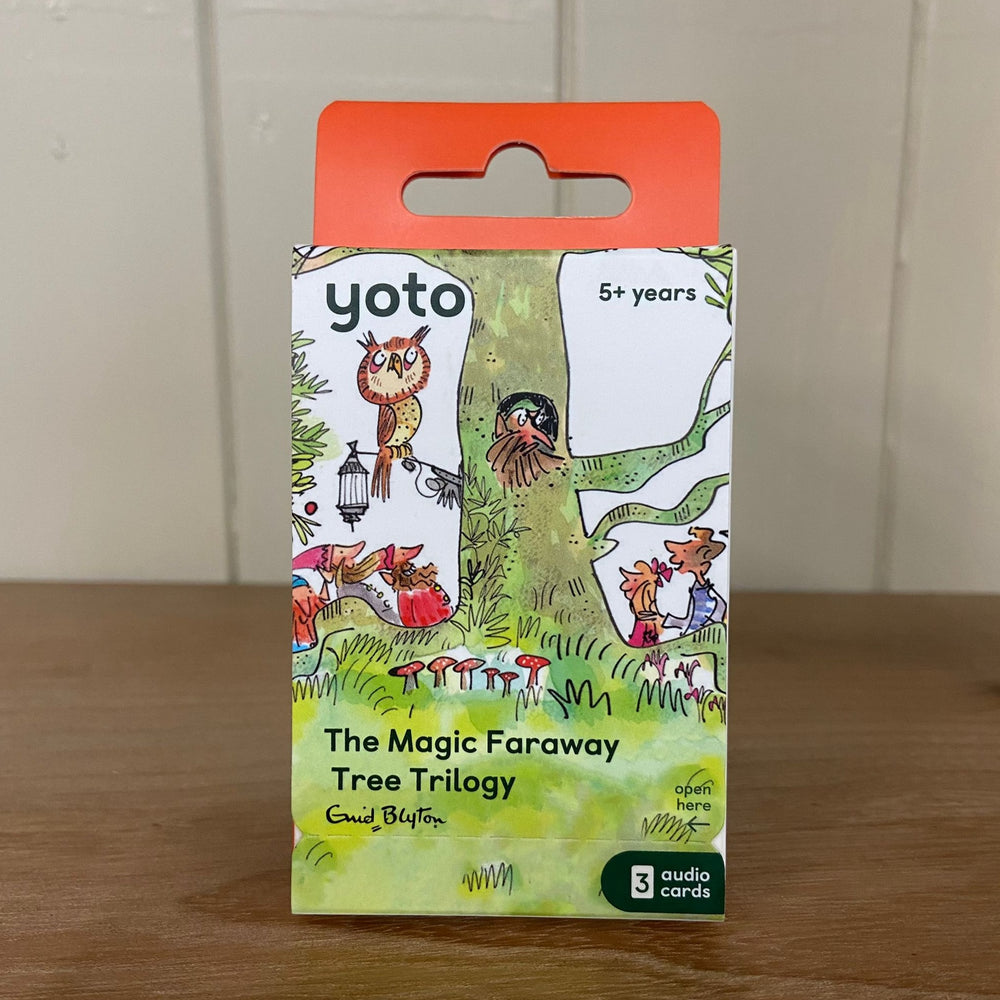 yoto
5+ years
The Magic Faraway
Tree Trilogy
Enid Blyton
open
here
3 audio
cards